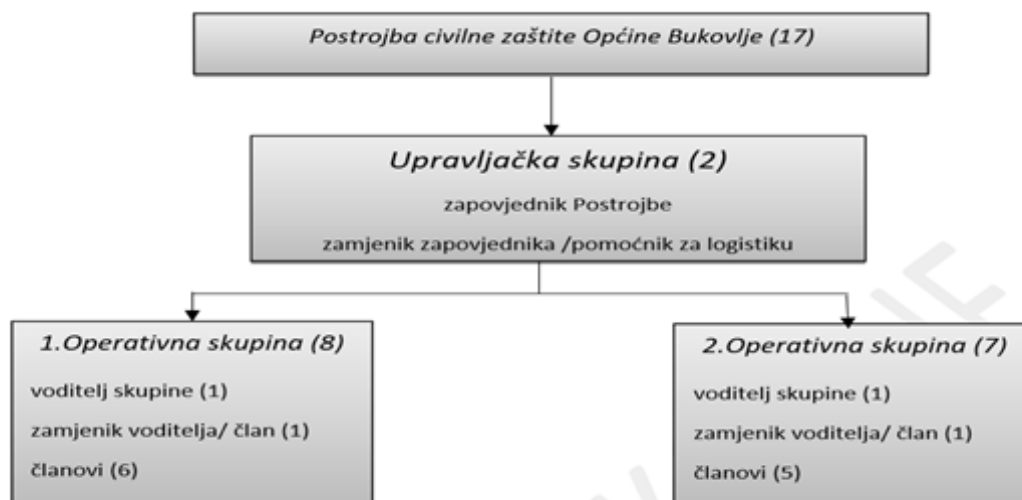 Postrojba civilne zaštite Općine Bukovlje (17)
Upravljačka skupina (2)
zapovjednik Postrojbe
zamjenik zapovjednika /pomoćnik za logistiku
1.Operativna skupina (8)
voditelj skupine (1)
zamjenik voditelja/ član (1)
članovi (6)
2.Operativna skupina (7)
voditelj skupine (1)
zamjenik voditelja/ član (1)
članovi (5)